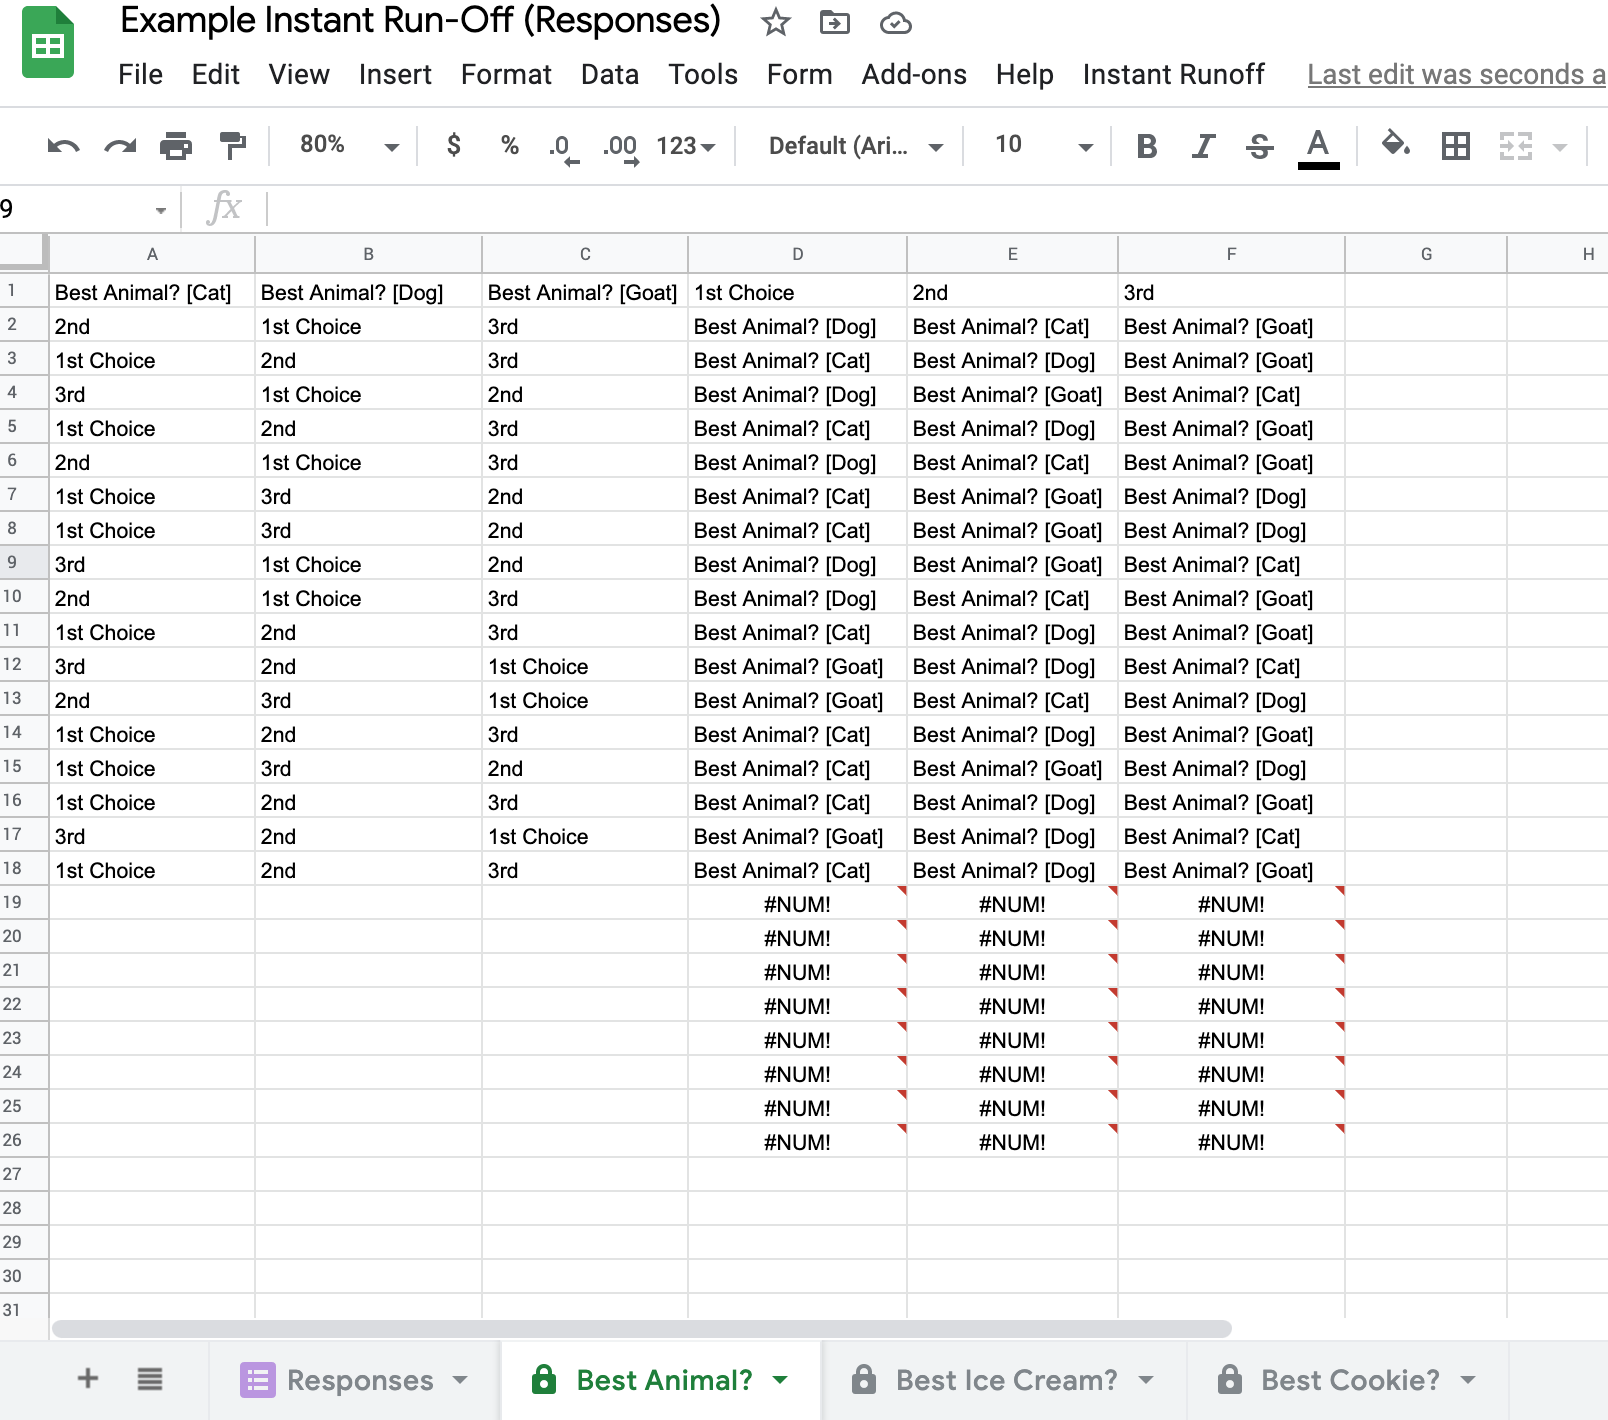 Example Instant Run-Off (Responses)
File Edit View Insert Format Data Tools Form Add-ons Help Instant Runoff Last edit was seconds a
80% $ % .0 .00 123 Default (Ari... 10 B I S A
9 fx
A B C D E F G H
1 Best Animal? [Cat] Best Animal? [Dog] Best Animal? [Goat] 1st Choice 2nd 3rd
2 2nd 1st Choice 3rd Best Animal? [Dog] Best Animal? [Cat] Best Animal? [Goat]
3 1st Choice 2nd 3rd Best Animal? [Cat] Best Animal? [Dog] Best Animal? [Goat]
4 3rd 1st Choice 2nd Best Animal? [Dog] Best Animal? [Goat] Best Animal? [Cat]
5 1st Choice 2nd 3rd Best Animal? [Cat] Best Animal? [Dog] Best Animal? [Goat]
6 2nd 1st Choice 3rd Best Animal? [Dog] Best Animal? [Cat] Best Animal? [Goat]
7 1st Choice 3rd 2nd Best Animal? [Cat] Best Animal? [Goat] Best Animal? [Dog]
8 1st Choice 3rd 2nd Best Animal? [Cat] Best Animal? [Goat] Best Animal? [Dog]
9 3rd 1st Choice 2nd Best Animal? [Dog] Best Animal? [Goat] Best Animal? [Cat]
10 2nd 1st Choice 3rd Best Animal? [Dog] Best Animal? [Cat] Best Animal? [Goat]
11 1st Choice 2nd 3rd Best Animal? [Cat] Best Animal? [Dog] Best Animal? [Goat]
12 3rd 2nd 1st Choice Best Animal? [Goat] Best Animal? [Dog] Best Animal? [Cat]
13 2nd 3rd 1st Choice Best Animal? [Goat] Best Animal? [Cat] Best Animal? [Dog]
14 1st Choice 2nd 3rd Best Animal? [Cat] Best Animal? [Dog] Best Animal? [Goat]
15 1st Choice 3rd 2nd Best Animal? [Cat] Best Animal? [Goat] Best Animal? [Dog]
16 1st Choice 2nd 3rd Best Animal? [Cat] Best Animal? [Dog] Best Animal? [Goat]
17 3rd 2nd 1st Choice Best Animal? [Goat] Best Animal? [Dog] Best Animal? [Cat]
18 1st Choice 2nd 3rd Best Animal? [Cat] Best Animal? [Dog] Best Animal? [Goat]
19 #NUM! #NUM! #NUM!
20 #NUM! #NUM! #NUM!
21 #NUM! #NUM! #NUM!
22 #NUM! #NUM! #NUM!
23 #NUM! #NUM! #NUM!
24 #NUM! #NUM! #NUM!
25 #NUM! #NUM! #NUM!
26 #NUM! #NUM! #NUM!
27
28
29
30
31
+ Responses Best Animal? Best Ice Cream? Best Cookie?